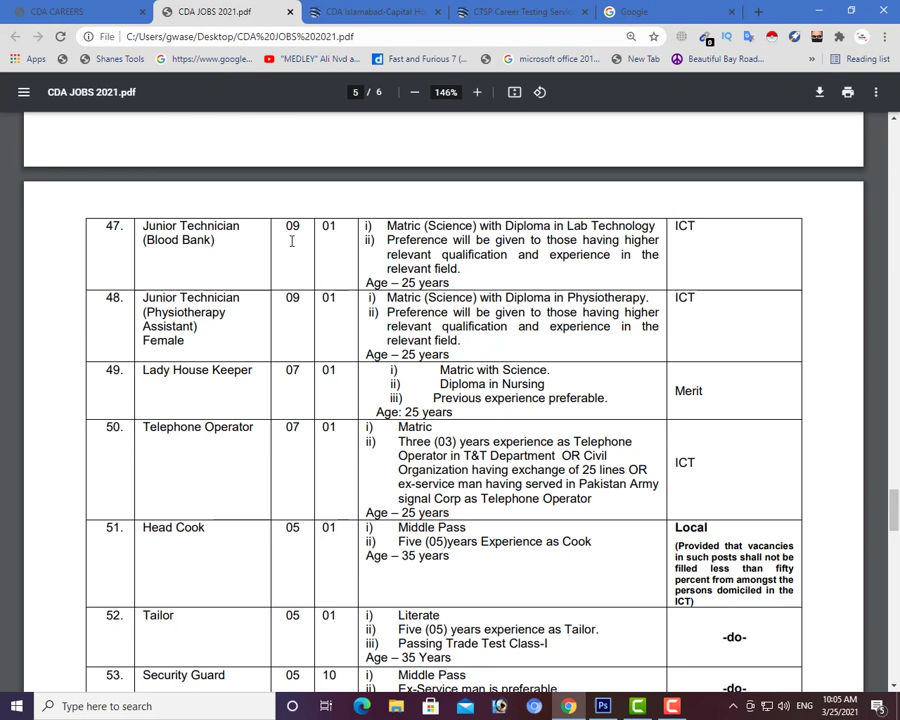 CDA CAREERS
CDA JOBS 2021.pdf
CDA Islamabad-Capital Ho
CTSP Career Testing Service
Google
File
C:/Users/gwase/Desktop/CDA%20JOBS%202021.pdf
Apps
Shanes Tools
https://www.google...
"MEDLEY" Ali Nvd a...
Fast and Furious 7 (...
microsoft office 201...
New Tab
Beautiful Bay Road...
»
Reading list
CDA JOBS 2021.pdf
5 / 6
146%
47. Junior Technician 09 01 i) Matric (Science) with Diploma in Lab Technology ICT
(Blood Bank) ii) Preference will be given to those having higher
relevant qualification and experience in the
relevant field.
Age – 25 years
48. Junior Technician 09 01 i) Matric (Science) with Diploma in Physiotherapy. ICT
(Physiotherapy ii) Preference will be given to those having higher
Assistant) relevant qualification and experience in the
Female relevant field.
Age – 25 years
49. Lady House Keeper 07 01 i) Matric with Science.
ii) Diploma in Nursing
Merit
iii) Previous experience preferable.
Age: 25 years
50. Telephone Operator 07 01 i) Matric
ii) Three (03) years experience as Telephone
Operator in T&T Department OR Civil
ICT
Organization having exchange of 25 lines OR
ex-service man having served in Pakistan Army
signal Corp as Telephone Operator
Age – 25 years
51. Head Cook 05 01 i) Middle Pass Local
ii) Five (05)years Experience as Cook
(Provided that vacancies
Age – 35 years
in such posts shall not be
filled less than fifty
percent from amongst the
persons domiciled in the
ICT)
52. Tailor 05 01 i) Literate
ii) Five (05) years experience as Tailor.
-do-
iii) Passing Trade Test Class-I
Age – 35 Years
53. Security Guard 05 10 i) Middle Pass
ii) Ex-Service man is preferable
-do-
Type here to search
10:05 AM
3/25/2021
5